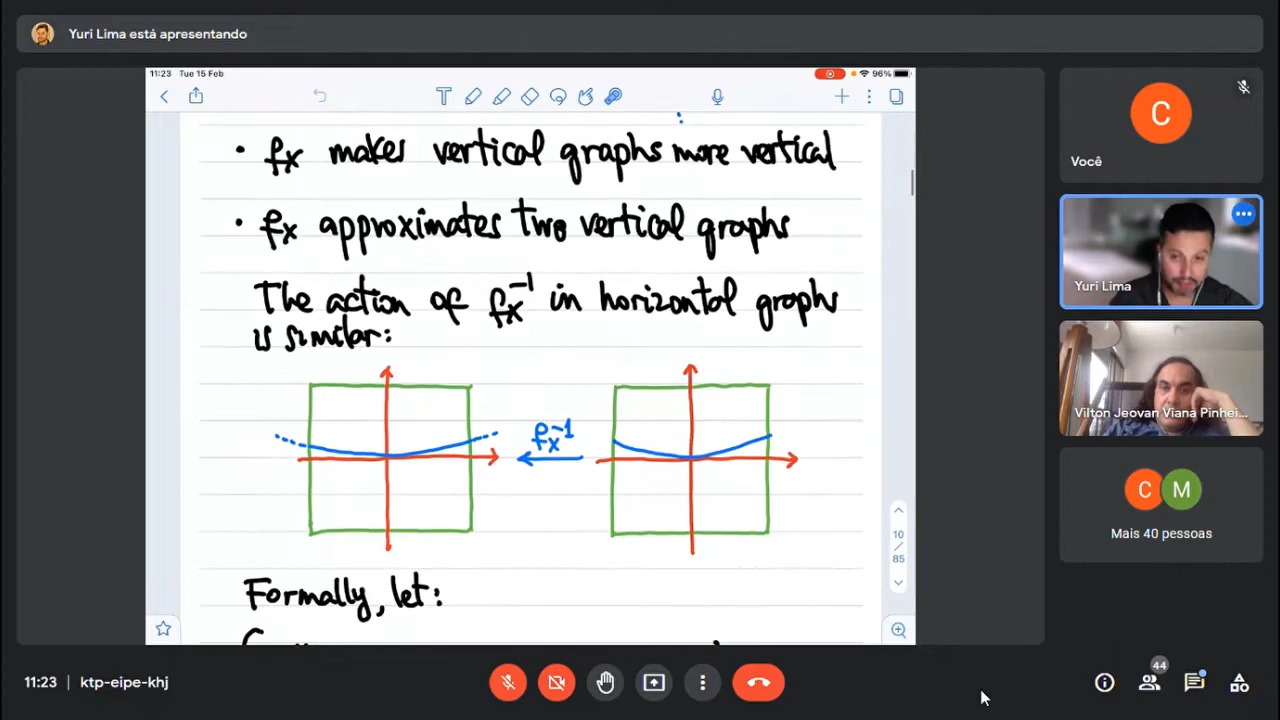 Yuri Lima está apresentando
11:23 Tue 15 Feb
96%
• fx makes vertical graphs more vertical
• fx approximates two vertical graphs
The action of fx⁻¹ in horizontal graphs
is similar:
fx⁻¹
Formally, let:
10
/
85
C
Você
Yuri Lima
Vilton Jeovan Viana Pinhei...
C M
Mais 40 pessoas
11:23 | ktp-eipe-khj
44